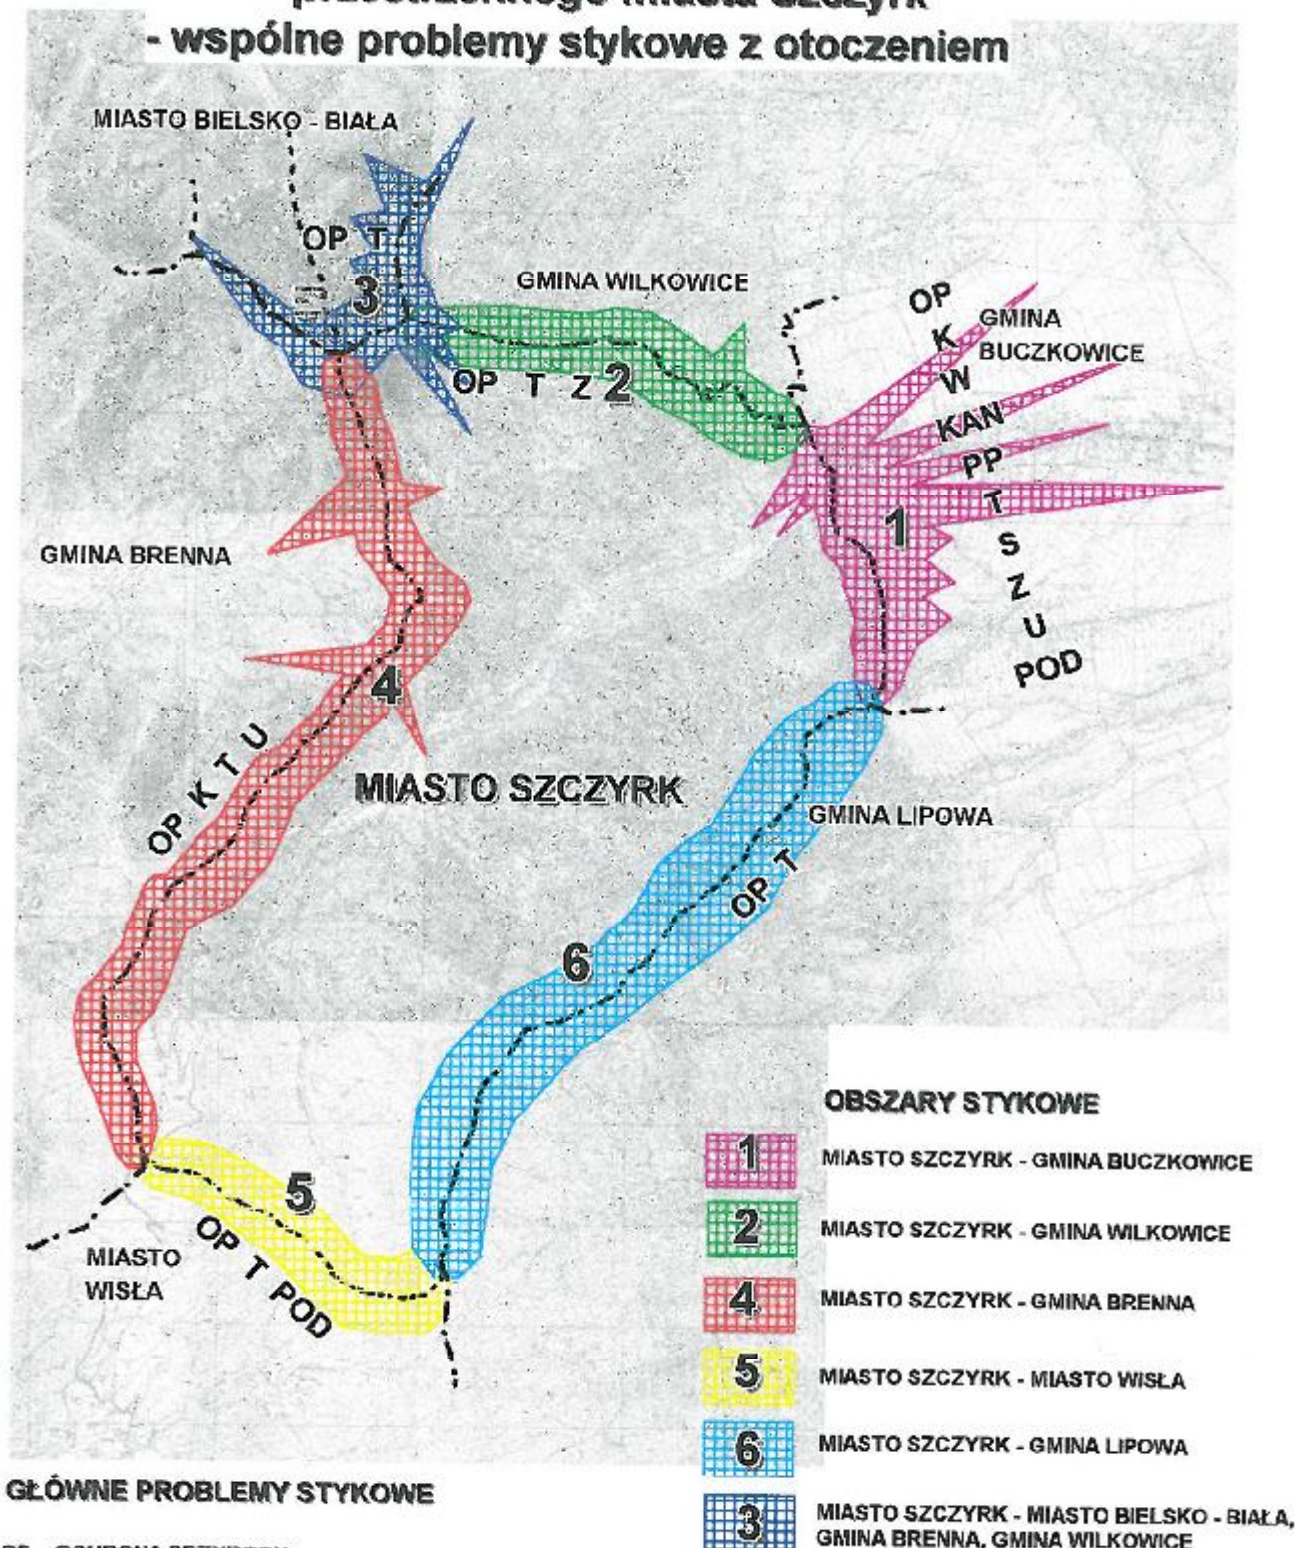 przestrzennego miasta Szczyrk
- wspólne problemy stykowe z otoczeniem
MIASTO BIELSKO - BIAŁA
OP T
3
GMINA WILKOWICE
OP T Z 2
OP
K
W
KAN
PP
T
S
Z
U
POD
GMINA
BUCZKOWICE
1
GMINA BRENNA
4
OP K T U
MIASTO SZCZYRK
GMINA LIPOWA
OP T
6
5
OP T POD
MIASTO
WISŁA
OBSZARY STYKOWE
1 MIASTO SZCZYRK - GMINA BUCZKOWICE
2 MIASTO SZCZYRK - GMINA WILKOWICE
4 MIASTO SZCZYRK - GMINA BRENNA
5 MIASTO SZCZYRK - MIASTO WISŁA
6 MIASTO SZCZYRK - GMINA LIPOWA
3 MIASTO SZCZYRK - MIASTO BIELSKO - BIAŁA,
GMINA BRENNA, GMINA WILKOWICE
GŁÓWNE PROBLEMY STYKOWE